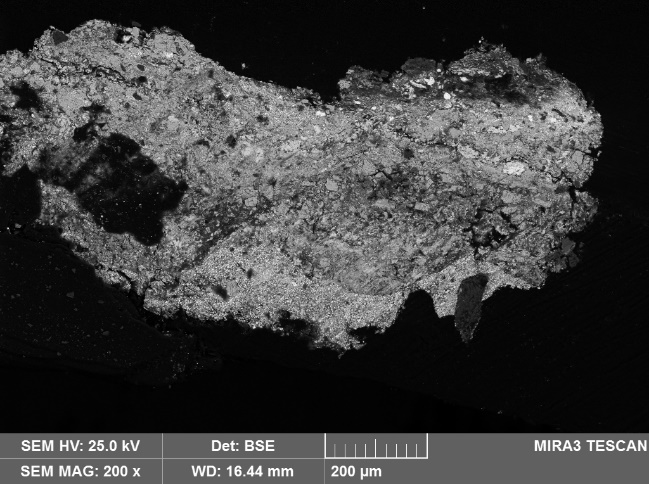 SEM HV: 25.0 kV Det: BSE MIRA3 TESCAN
SEM MAG: 200 x WD: 16.44 mm 200 µm